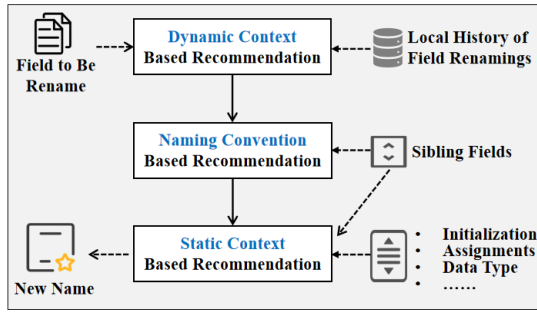 Dynamic Context
Based Recommendation
Field to Be
Rename
Local History of
Field Renamings
Naming Convention
Based Recommendation
Sibling Fields
Static Context
Based Recommendation
New Name
• Initialization
• Assignments
• Data Type
• ......